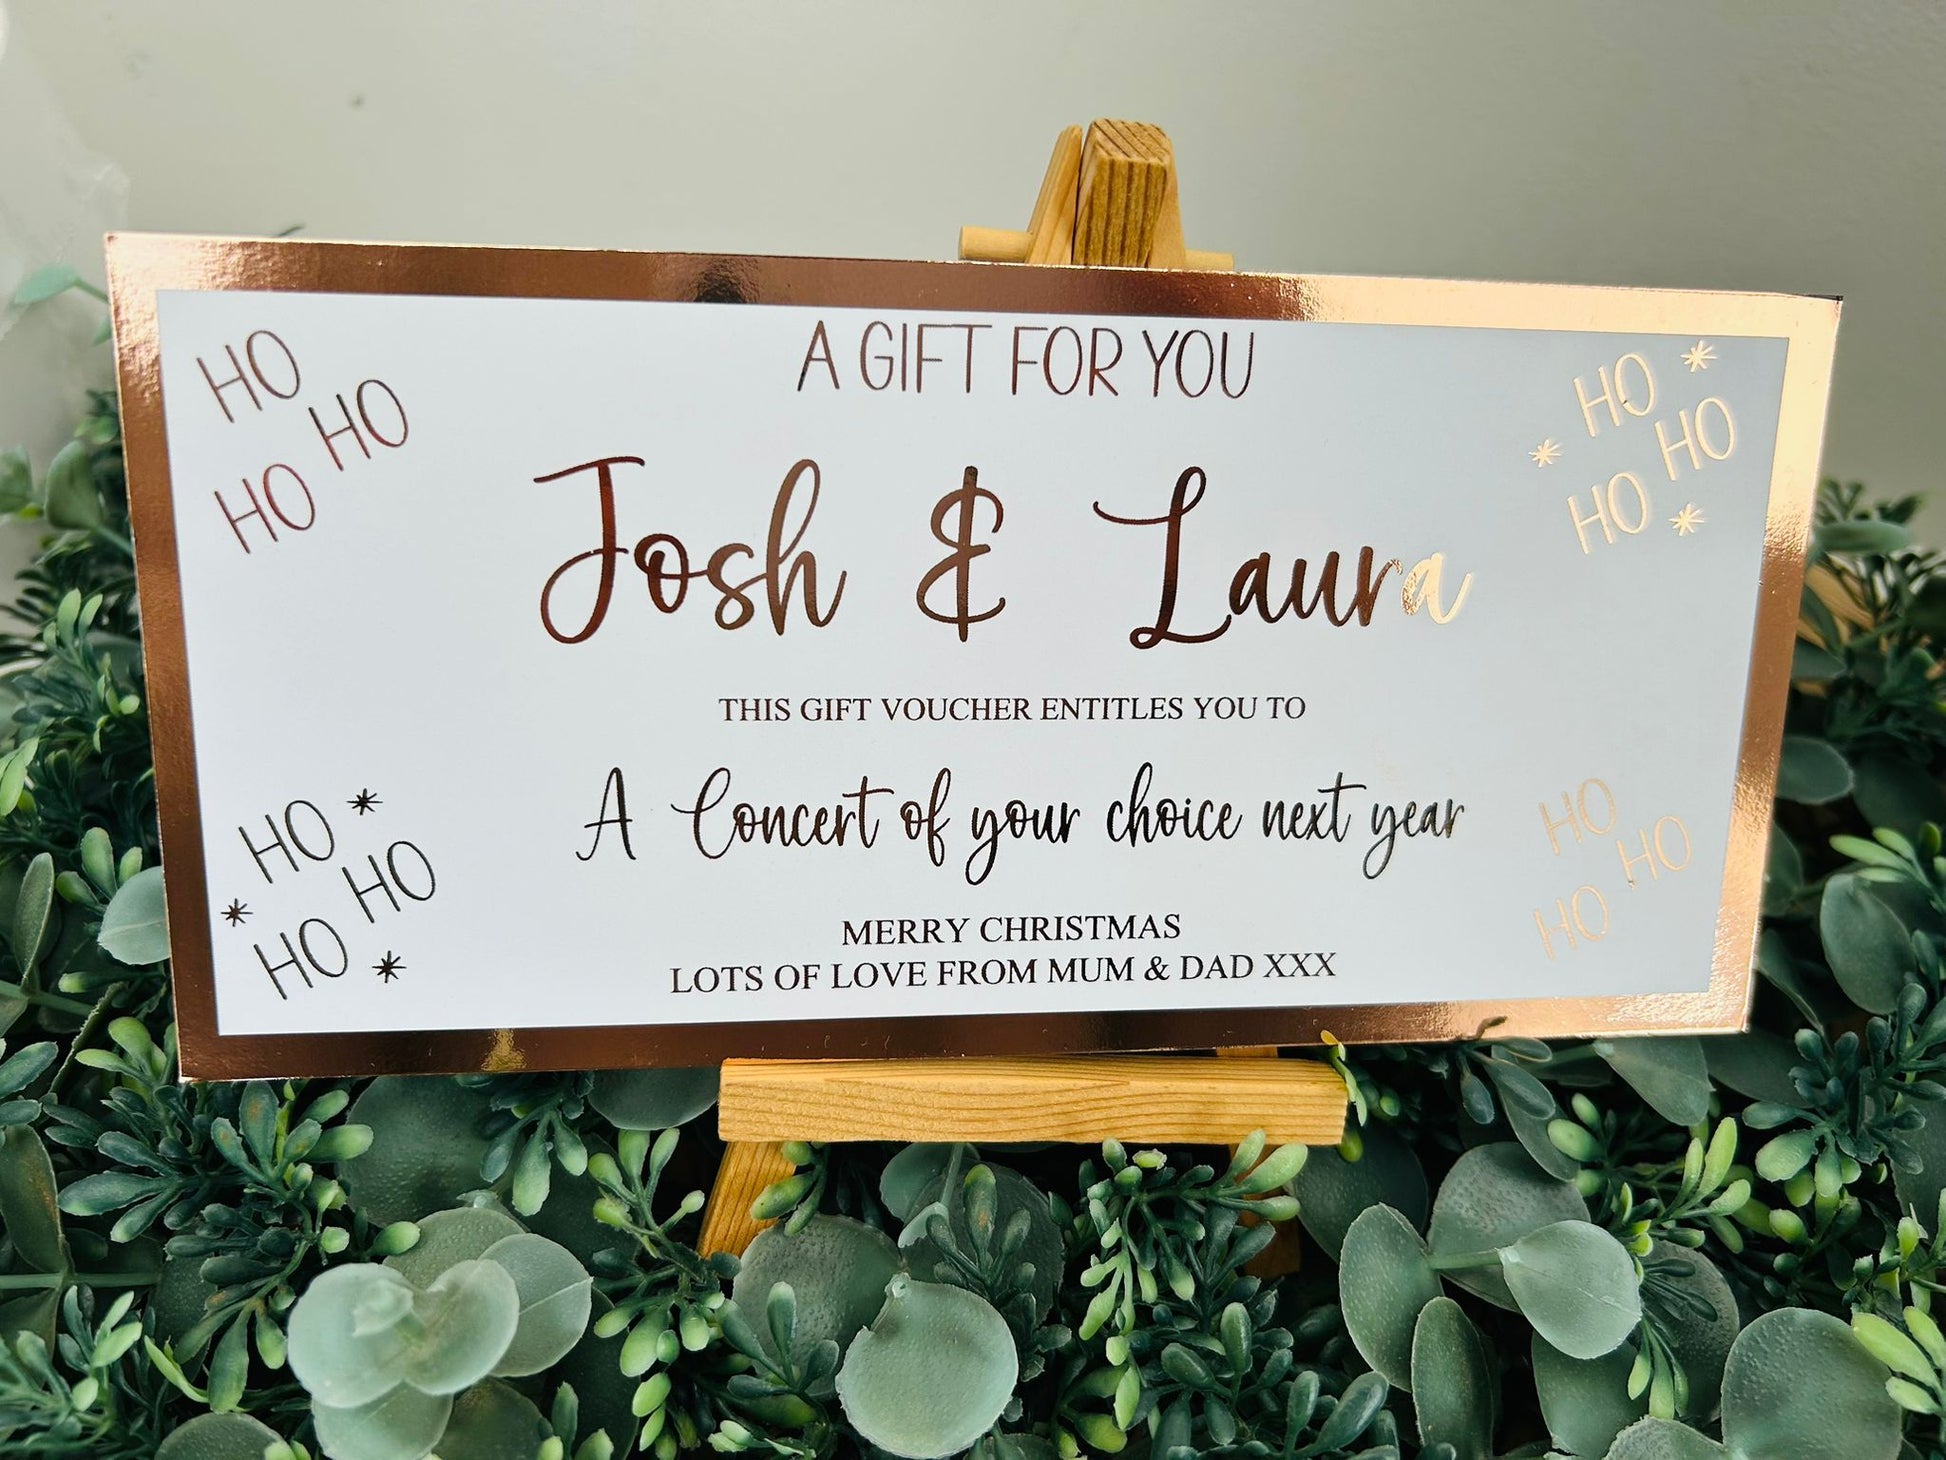 A GIFT FOR YOU
HO
HO
HO
HO
HO
HO
Josh & Laura
THIS GIFT VOUCHER ENTITLES YOU TO
A Concert of your choice next year
HO
HO
HO
HO
HO
HO
MERRY CHRISTMAS
LOTS OF LOVE FROM MUM & DAD XXX